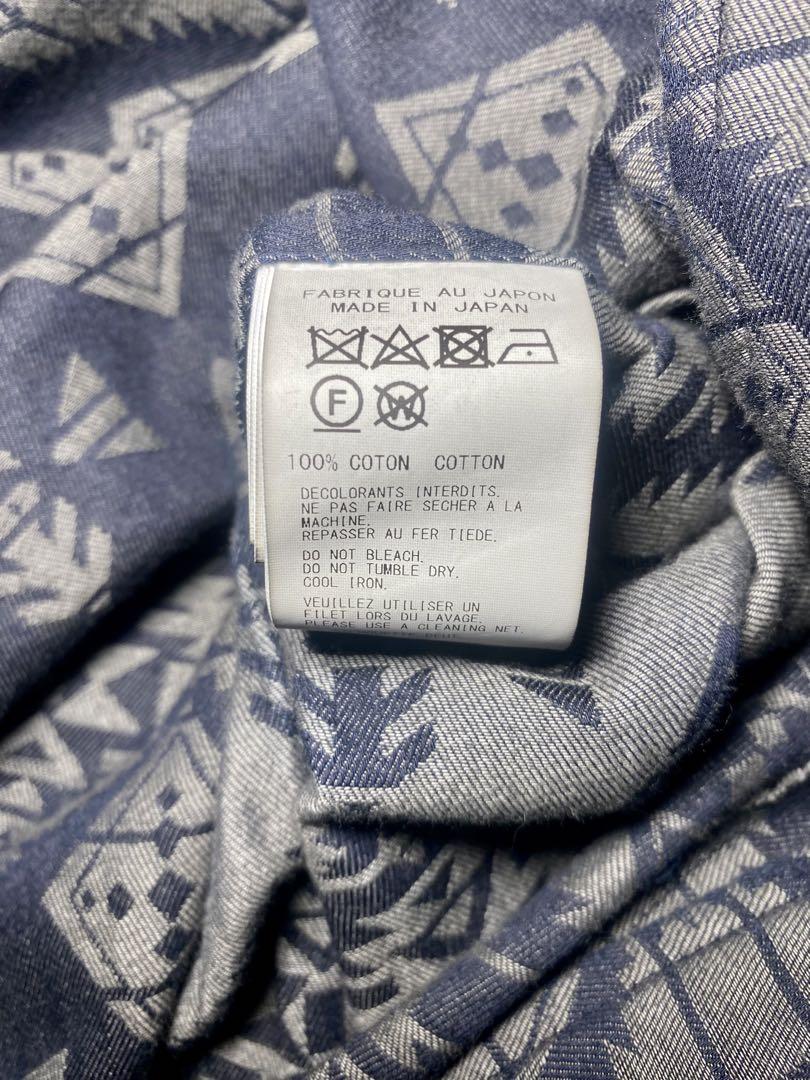 FABRIQUE AU JAPON
MADE IN JAPAN
F W
100% COTON COTTON
DECOLORANTS INTERDITS.
NE PAS FAIRE SECHER A LA
MACHINE.
REPASSER AU FER TIEDE.
DO NOT BLEACH.
DO NOT TUMBLE DRY.
COOL IRON.
VEUILLEZ UTILISER UN
FILET LORS DU LAVAGE.
PLEASE USE A CLEANING NET.